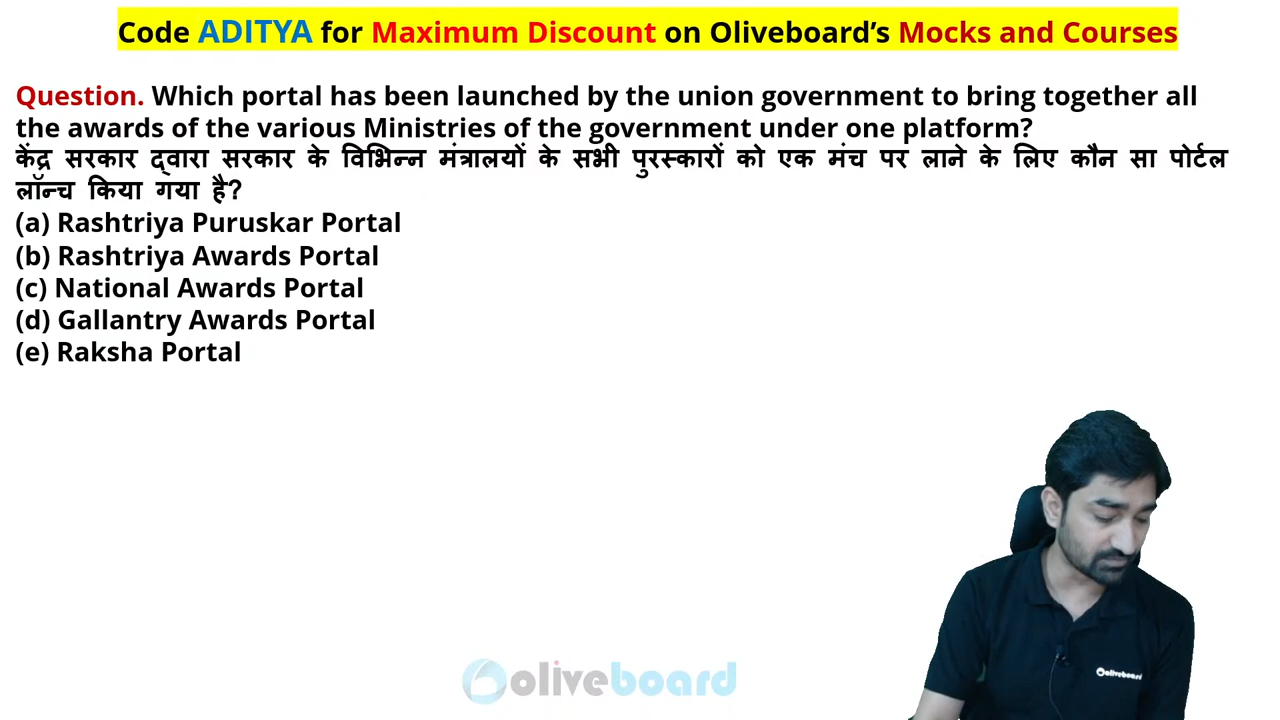 Code ADITYA for Maximum Discount on Oliveboard's Mocks and Courses
Question. Which portal has been launched by the union government to bring together all
the awards of the various Ministries of the government under one platform?
केंद्र सरकार द्वारा सरकार के विभिन्न मंत्रालयों के सभी पुरस्कारों को एक मंच पर लाने के लिए कौन सा पोर्टल
लॉन्च किया गया है?
(a) Rashtriya Puruskar Portal
(b) Rashtriya Awards Portal
(c) National Awards Portal
(d) Gallantry Awards Portal
(e) Raksha Portal
oliveboard
oliveboard